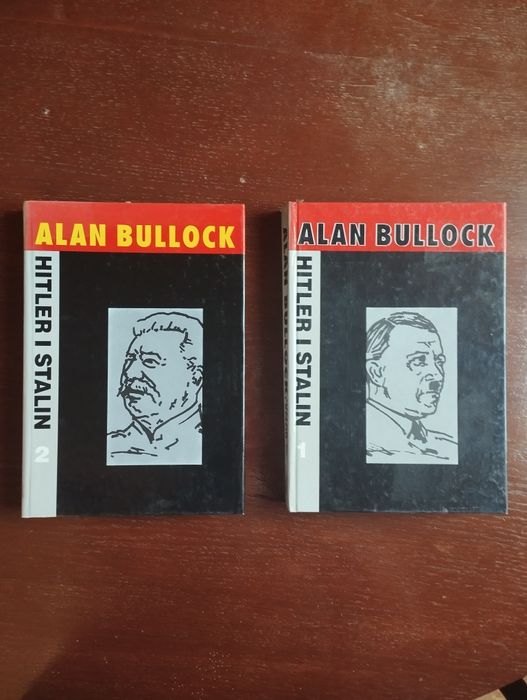 ALAN BULLOCK
HITLER I STALIN
2
ALAN BULLOCK
HITLER I STALIN
1